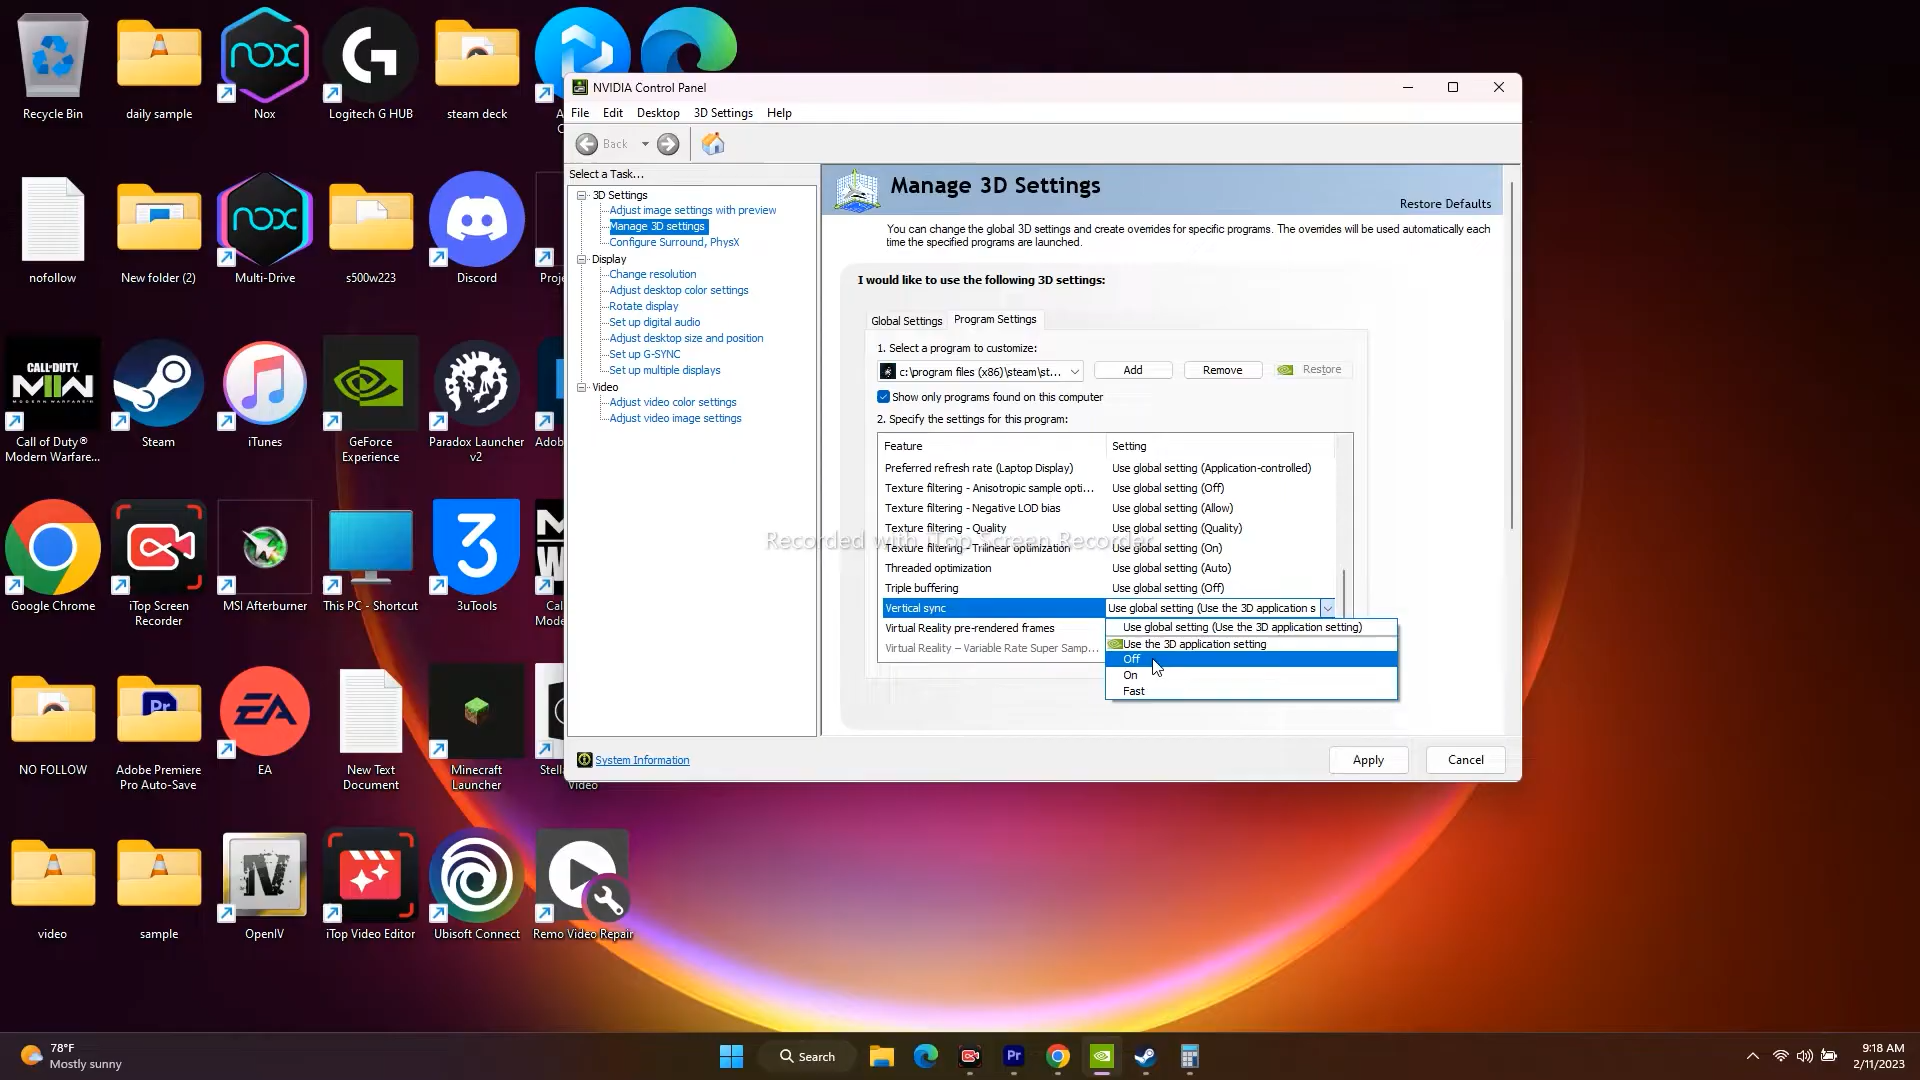 Recycle Bin
daily sample
Nox
Logitech G HUB
steam deck
nofollow
New folder (2)
Multi-Drive
s500w223
Discord
Proj
CALL OF DUTY
MWII
MODERN WARFARE
Call of Duty®
Modern Warfare...
Steam
iTunes
GeForce
Experience
Paradox Launcher
v2
Adob
Google Chrome
iTop Screen
Recorder
MSI Afterburner
This PC - Shortcut
3uTools
Cal
Mode
NO FOLLOW
Adobe Premiere
Pro Auto-Save
EA
New Text
Document
Minecraft
Launcher
Stell
Video
video
sample
OpenIV
iTop Video Editor
Ubisoft Connect
Remo Video Repair
NVIDIA Control Panel
File Edit Desktop 3D Settings Help
Back
Select a Task...
3D Settings
Adjust image settings with preview
Manage 3D settings
Configure Surround, PhysX
Display
Change resolution
Adjust desktop color settings
Rotate display
Set up digital audio
Adjust desktop size and position
Set up G-SYNC
Set up multiple displays
Video
Adjust video color settings
Adjust video image settings
System Information
Manage 3D Settings
Restore Defaults
You can change the global 3D settings and create overrides for specific programs. The overrides will be used automatically each
time the specified programs are launched.
I would like to use the following 3D settings:
Global Settings Program Settings
1. Select a program to customize:
c:\program files (x86)\steam\st... Add Remove Restore
Show only programs found on this computer
2. Specify the settings for this program:
Feature Setting
Preferred refresh rate (Laptop Display) Use global setting (Application-controlled)
Texture filtering - Anisotropic sample opti... Use global setting (Off)
Texture filtering - Negative LOD bias Use global setting (Allow)
Texture filtering - Quality Use global setting (Quality)
Recorded with iTop Screen Recorder
Texture filtering - Trilinear optimization Use global setting (On)
Threaded optimization Use global setting (Auto)
Triple buffering Use global setting (Off)
Vertical sync Use global setting (Use the 3D application s
Virtual Reality pre-rendered frames
Virtual Reality – Variable Rate Super Samp...
Use global setting (Use the 3D application setting)
Use the 3D application setting
Off
On
Fast
Apply Cancel
78°F
Mostly sunny
Search
9:18 AM
2/11/2023